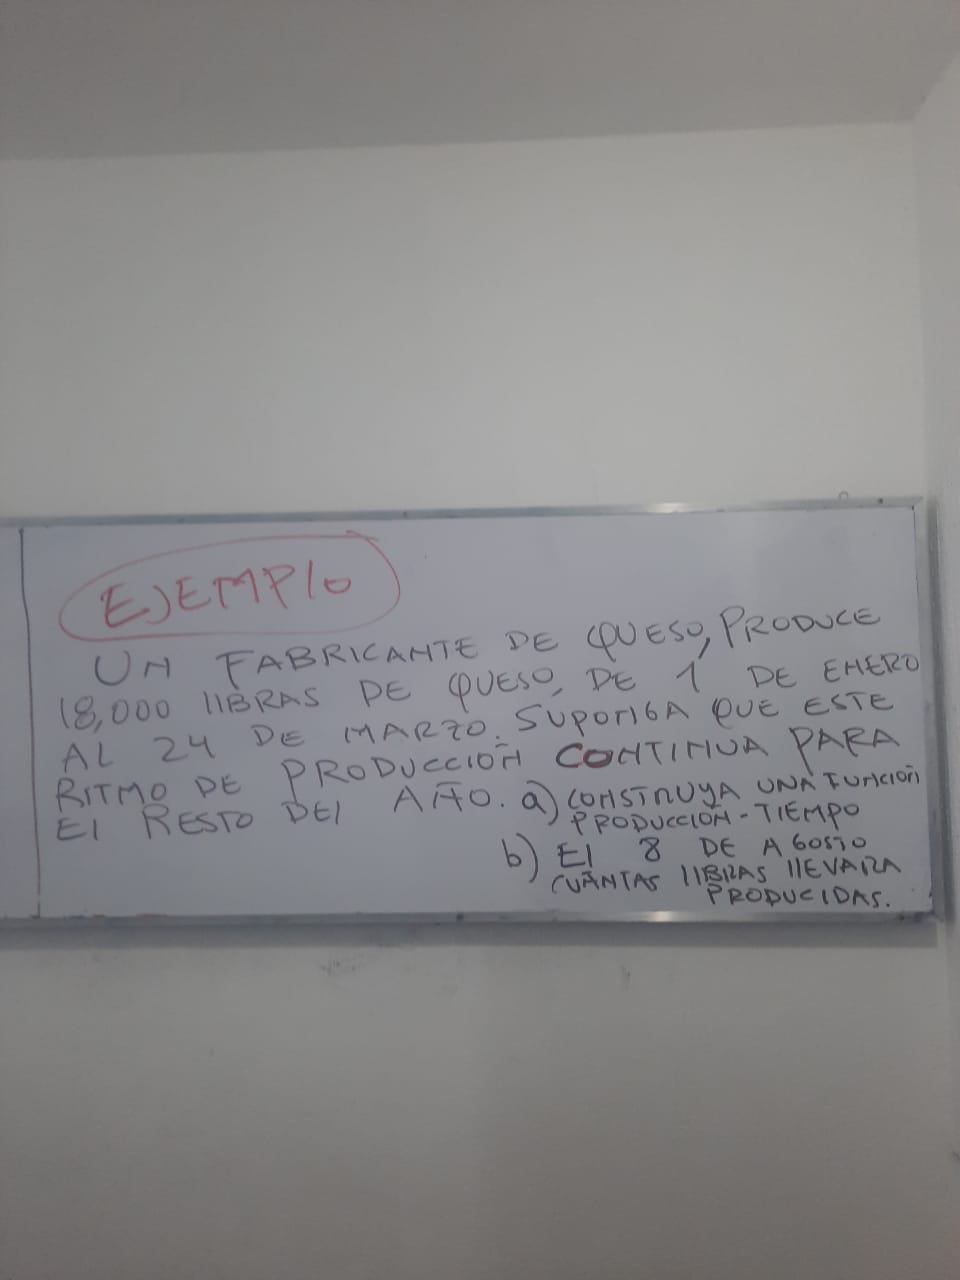 EJEMPLO
UN FABRICANTE DE QUESO, PRODUCE
18,000 LIBRAS DE QUESO, DE 1 DE ENERO
AL 24 DE MARZO. SUPONGA QUE ESTE
RITMO DE PRODUCCIÓN CONTINUA PARA
El RESTO DEl AÑO. a) CONSTRUYA UNA FUNCIÓN
PRODUCCIÓN - TIEMPO
b) El 8 DE AGOSTO
CUÁNTAS LIBRAS LLEVARA
PRODUCIDAS.